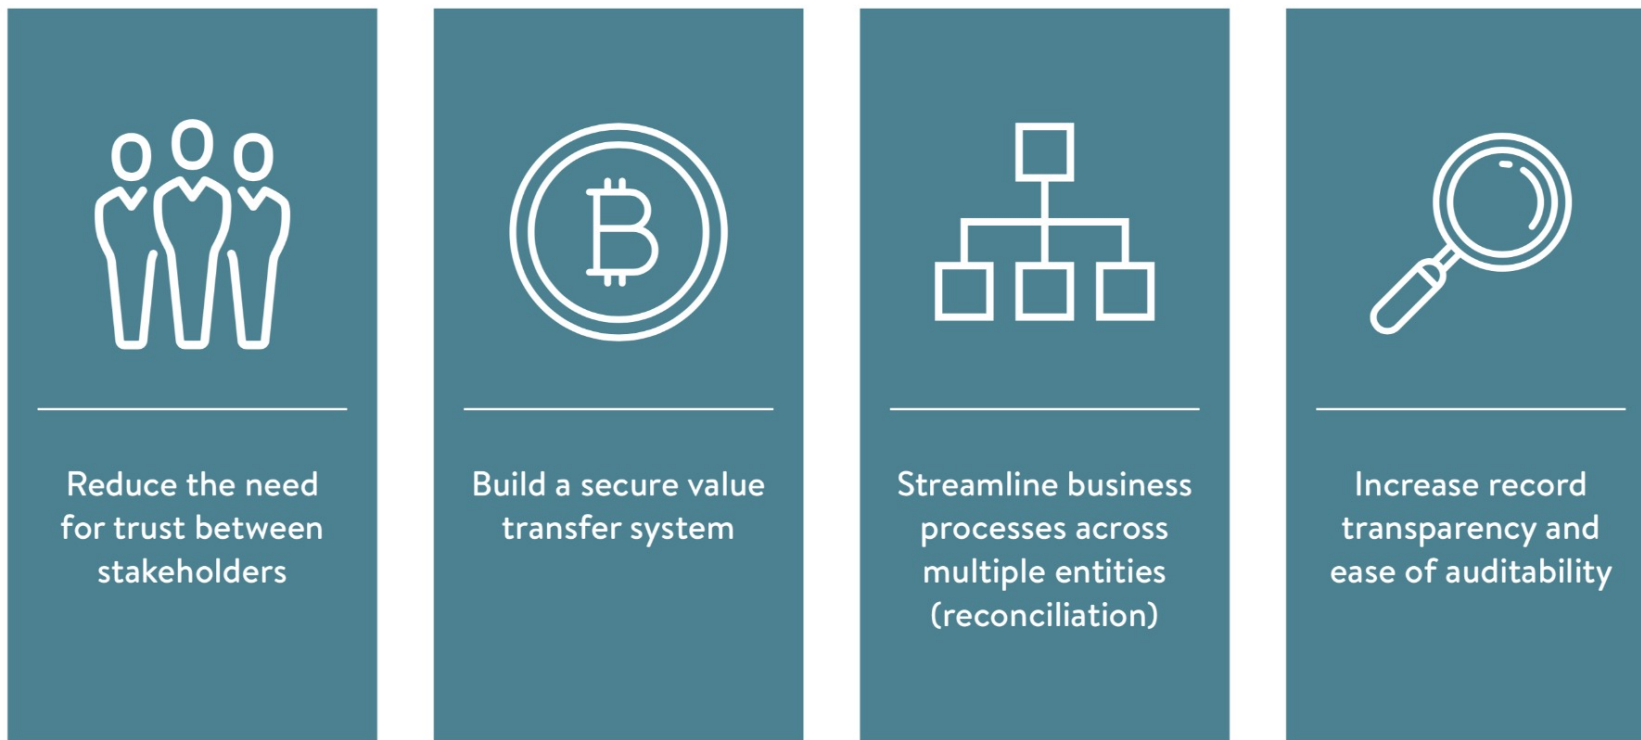 Reduce the need
for trust between
stakeholders
Build a secure value
transfer system
Streamline business
processes across
multiple entities
(reconciliation)
Increase record
transparency and
ease of auditability